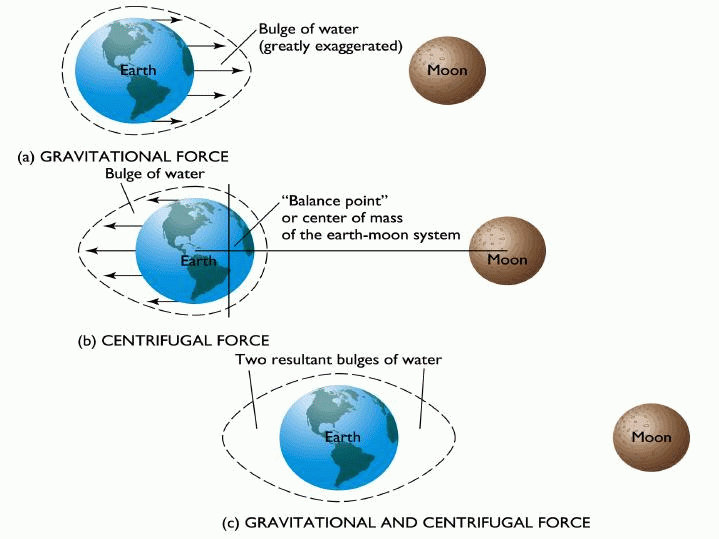 Bulge of water
(greatly exaggerated)
Earth
Moon
(a) GRAVITATIONAL FORCE
Bulge of water
“Balance point”
or center of mass
of the earth-moon system
Earth
Moon
(b) CENTRIFUGAL FORCE
Two resultant bulges of water
Earth
Moon
(c) GRAVITATIONAL AND CENTRIFUGAL FORCE